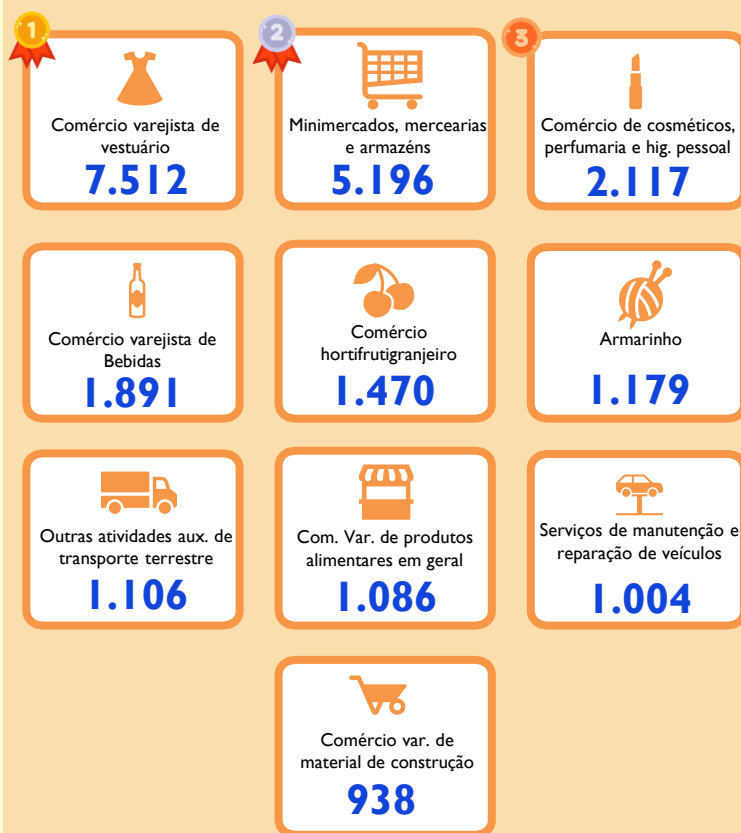 1
2
3
Comércio varejista de
vestuário
7.512
Minimercados, mercearias
e armazéns
5.196
Comércio de cosméticos,
perfumaria e hig. pessoal
2.117
Comércio varejista de
Bebidas
1.891
Comércio
hortifrutigranjeiro
1.470
Armarinho
1.179
Outras atividades aux. de
transporte terrestre
1.106
Com. Var. de produtos
alimentares em geral
1.086
Serviços de manutenção e
reparação de veículos
1.004
Comércio var. de
material de construção
938